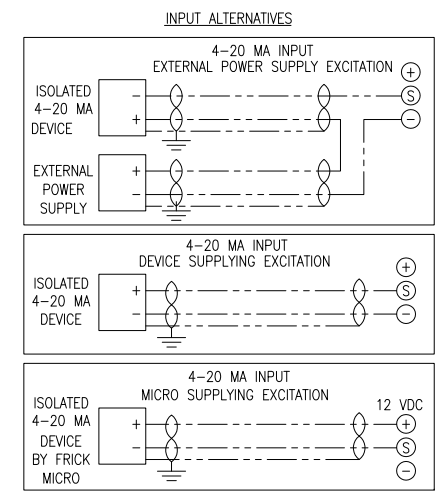 INPUT ALTERNATIVES
4-20 MA INPUT
EXTERNAL POWER SUPPLY EXCITATION
+
ISOLATED
4-20 MA
DEVICE
-
+
S
-
EXTERNAL
POWER
SUPPLY
+
-
4-20 MA INPUT
DEVICE SUPPLYING EXCITATION
+
ISOLATED
4-20 MA
DEVICE
+
-
S
-
4-20 MA INPUT
MICRO SUPPLYING EXCITATION
12 VDC
ISOLATED
4-20 MA
DEVICE
BY FRICK
MICRO
+
-
+
S
-